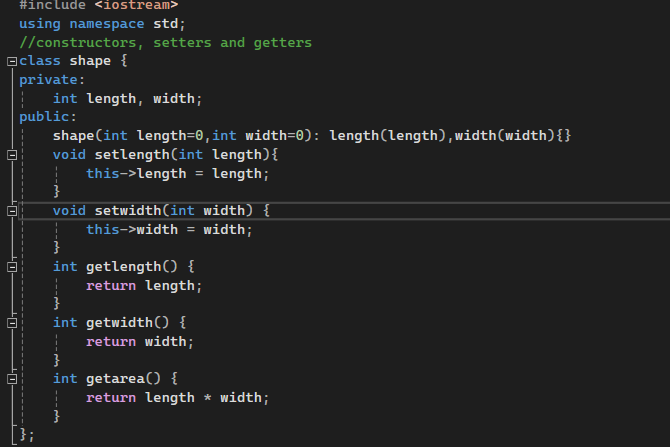 #include <iostream>
using namespace std;
//constructors, setters and getters
class shape {
private:
    int length, width;
public:
    shape(int length=0,int width=0): length(length),width(width){}
    void setlength(int length){
        this->length = length;
    }
    void setwidth(int width) {
        this->width = width;
    }
    int getlength() {
        return length;
    }
    int getwidth() {
        return width;
    }
    int getarea() {
        return length * width;
    }
};